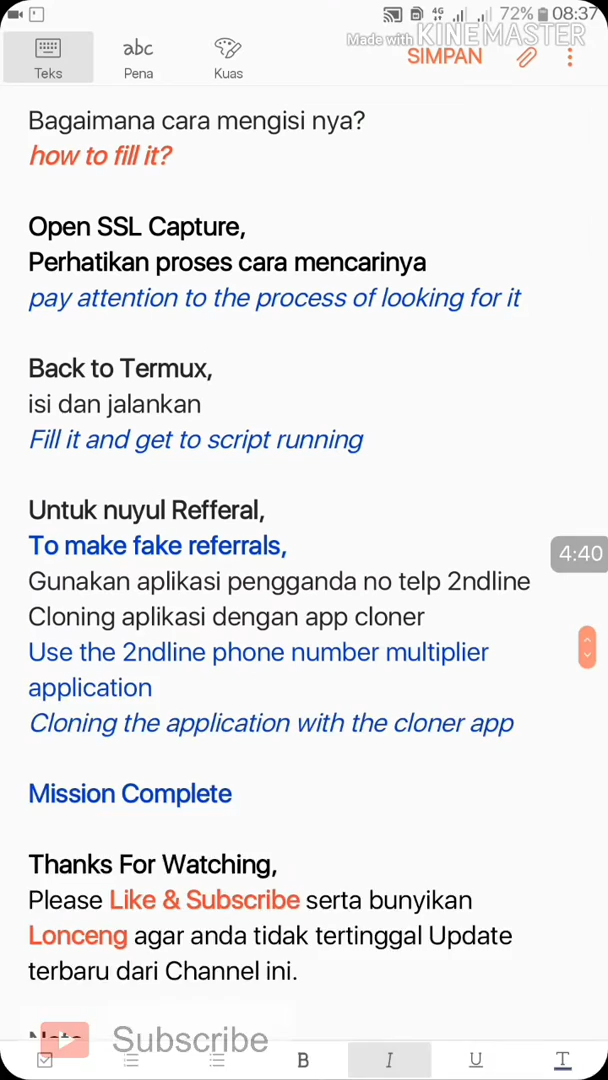 4G 72% 08:37
Made with KINEMASTER
Teks
abc
Pena
Kuas
SIMPAN
Bagaimana cara mengisi nya?
how to fill it?
Open SSL Capture,
Perhatikan proses cara mencarinya
pay attention to the process of looking for it
Back to Termux,
isi dan jalankan
Fill it and get to script running
Untuk nuyul Refferal,
To make fake referrals,
4:40
Gunakan aplikasi pengganda no telp 2ndline
Cloning aplikasi dengan app cloner
Use the 2ndline phone number multiplier
application
Cloning the application with the cloner app
Mission Complete
Thanks For Watching,
Please Like & Subscribe serta bunyikan
Lonceng agar anda tidak tertinggal Update
terbaru dari Channel ini.
Subscribe
B I U T